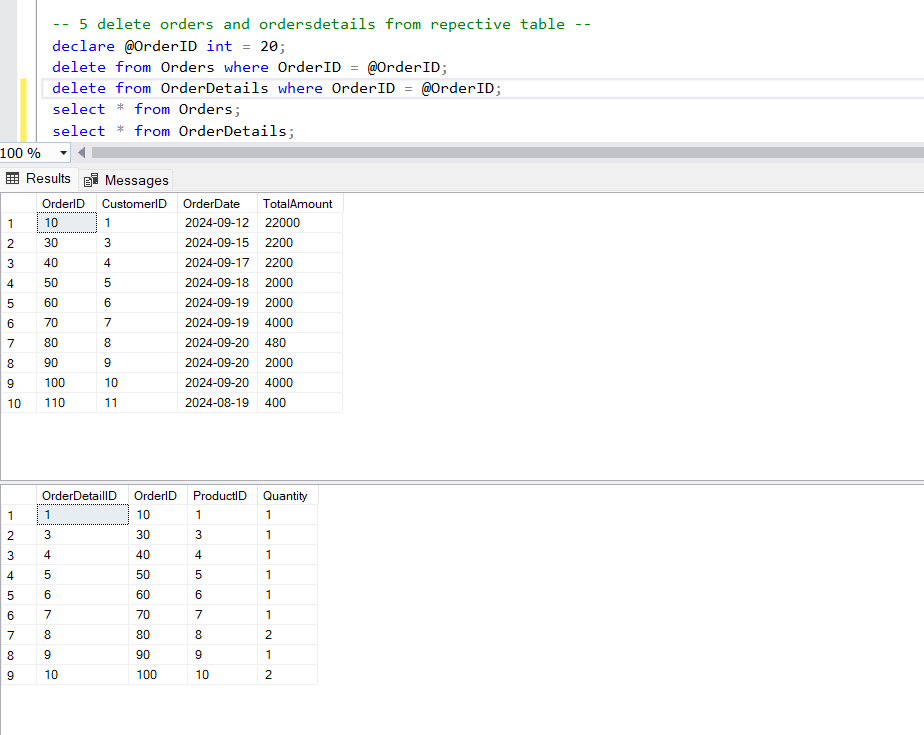 -- 5 delete orders and ordersdetails from repective table --
declare @OrderID int = 20;
delete from Orders where OrderID = @OrderID;
delete from OrderDetails where OrderID = @OrderID;
select * from Orders;
select * from OrderDetails;
100 %
Results Messages
OrderID CustomerID OrderDate TotalAmount
1 10 1 2024-09-12 22000
2 30 3 2024-09-15 2200
3 40 4 2024-09-17 2200
4 50 5 2024-09-18 2000
5 60 6 2024-09-19 2000
6 70 7 2024-09-19 4000
7 80 8 2024-09-20 480
8 90 9 2024-09-20 2000
9 100 10 2024-09-20 4000
10 110 11 2024-08-19 400
OrderDetailID OrderID ProductID Quantity
1 1 10 1 1
2 3 30 3 1
3 4 40 4 1
4 5 50 5 1
5 6 60 6 1
6 7 70 7 1
7 8 80 8 2
8 9 90 9 1
9 10 100 10 2